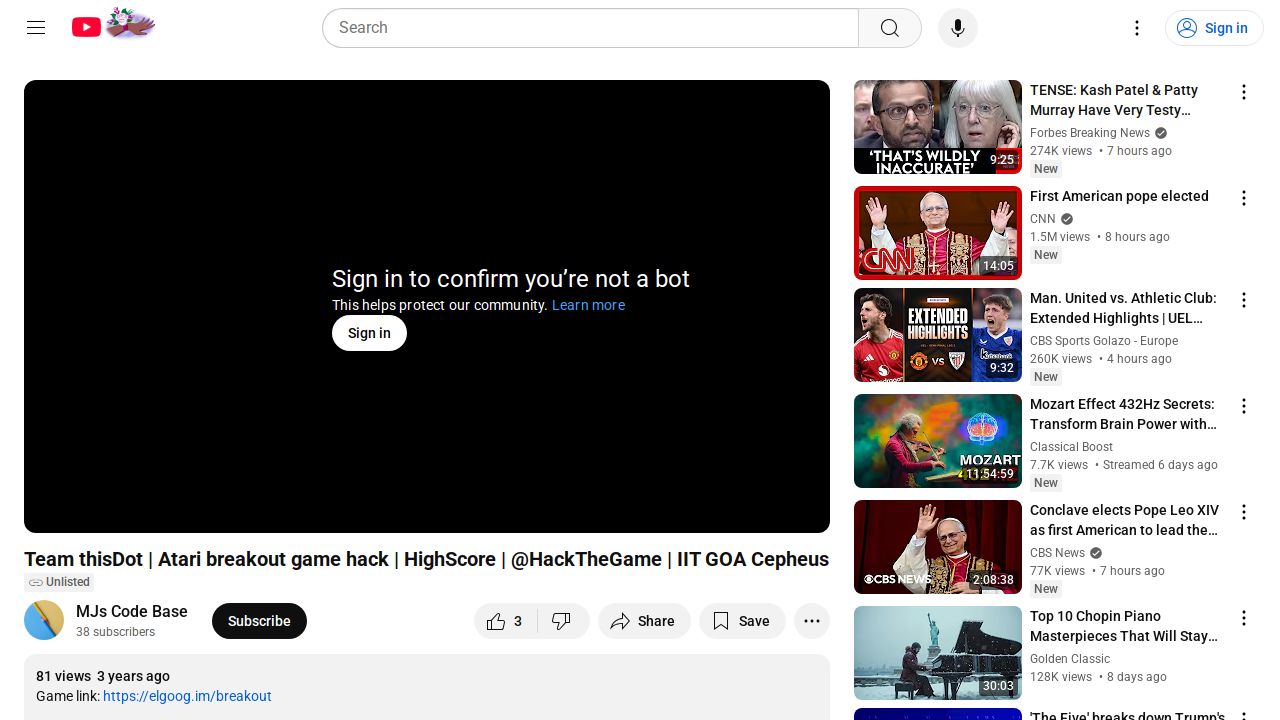 Search
Sign in
Sign in to confirm you’re not a bot
This helps protect our community. Learn more
Sign in
Team thisDot | Atari breakout game hack | HighScore | @HackTheGame | IIT GOA Cepheus
Unlisted
MJs Code Base
38 subscribers
Subscribe
3
Share
Save
81 views 3 years ago
Game link: https://elgoog.im/breakout
‘THAT’S WILDLY
INACCURATE’
9:25
TENSE: Kash Patel & Patty
Murray Have Very Testy…
Forbes Breaking News
274K views • 7 hours ago
New
CNN
14:05
First American pope elected
CNN
1.5M views • 8 hours ago
New
EXTENDED
HIGHLIGHTS
VS
9:32
Man. United vs. Athletic Club:
Extended Highlights | UEL…
CBS Sports Golazo - Europe
260K views • 4 hours ago
New
MOZART
11:54:59
Mozart Effect 432Hz Secrets:
Transform Brain Power with…
Classical Boost
7.7K views • Streamed 6 days ago
New
CBS NEWS
2:08:38
Conclave elects Pope Leo XIV
as first American to lead the…
CBS News
77K views • 7 hours ago
New
30:03
Top 10 Chopin Piano
Masterpieces That Will Stay…
Golden Classic
128K views • 8 days ago
'The Five' breaks down Trump's